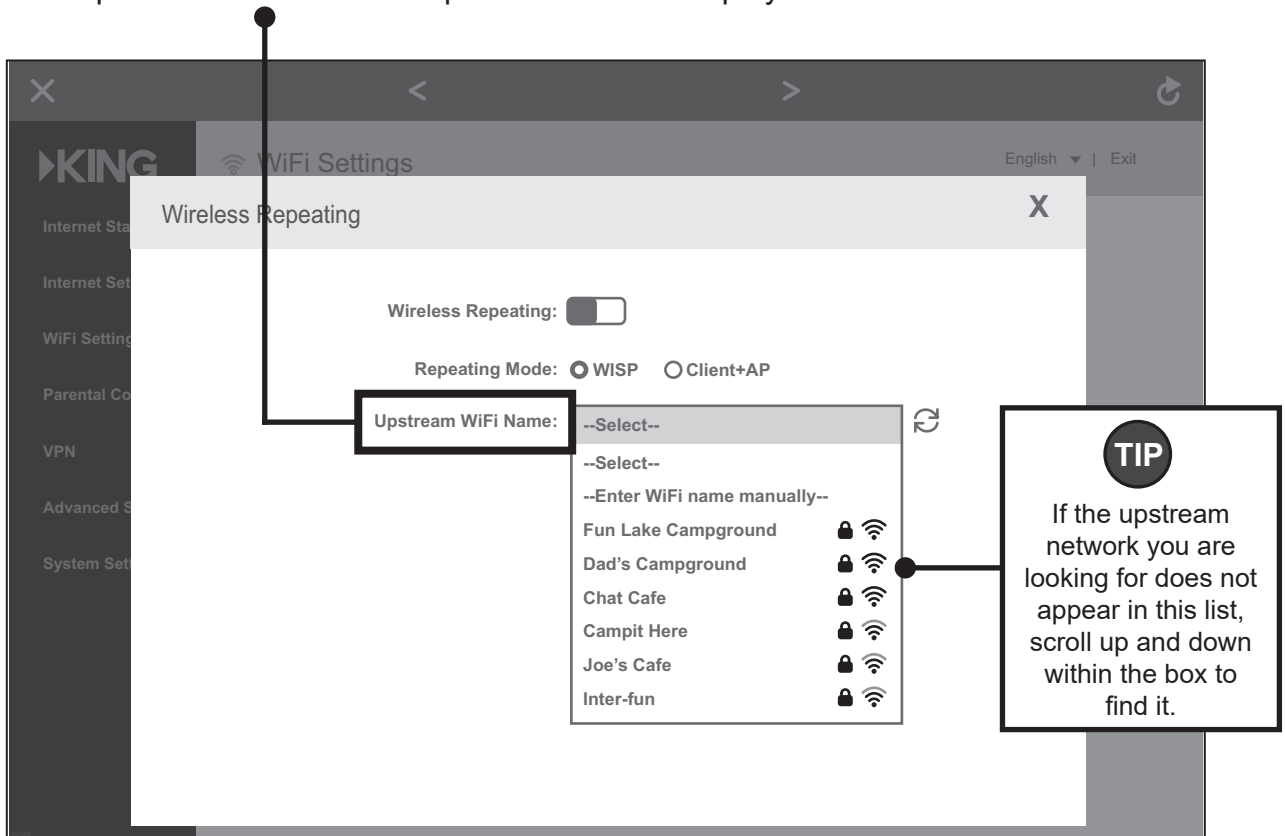 KING
WiFi Settings
English | Exit
Wireless Repeating X
Internet Sta
Internet Set
WiFi Setting
Parental Co
VPN
Advanced S
System Set
Wireless Repeating:
Repeating Mode: WISP Client+AP
Upstream WiFi Name: --Select--
--Select--
--Enter WiFi name manually--
Fun Lake Campground
Dad's Campground
Chat Cafe
Campit Here
Joe's Cafe
Inter-fun
TIP
If the upstream
network you are
looking for does not
appear in this list,
scroll up and down
within the box to
find it.